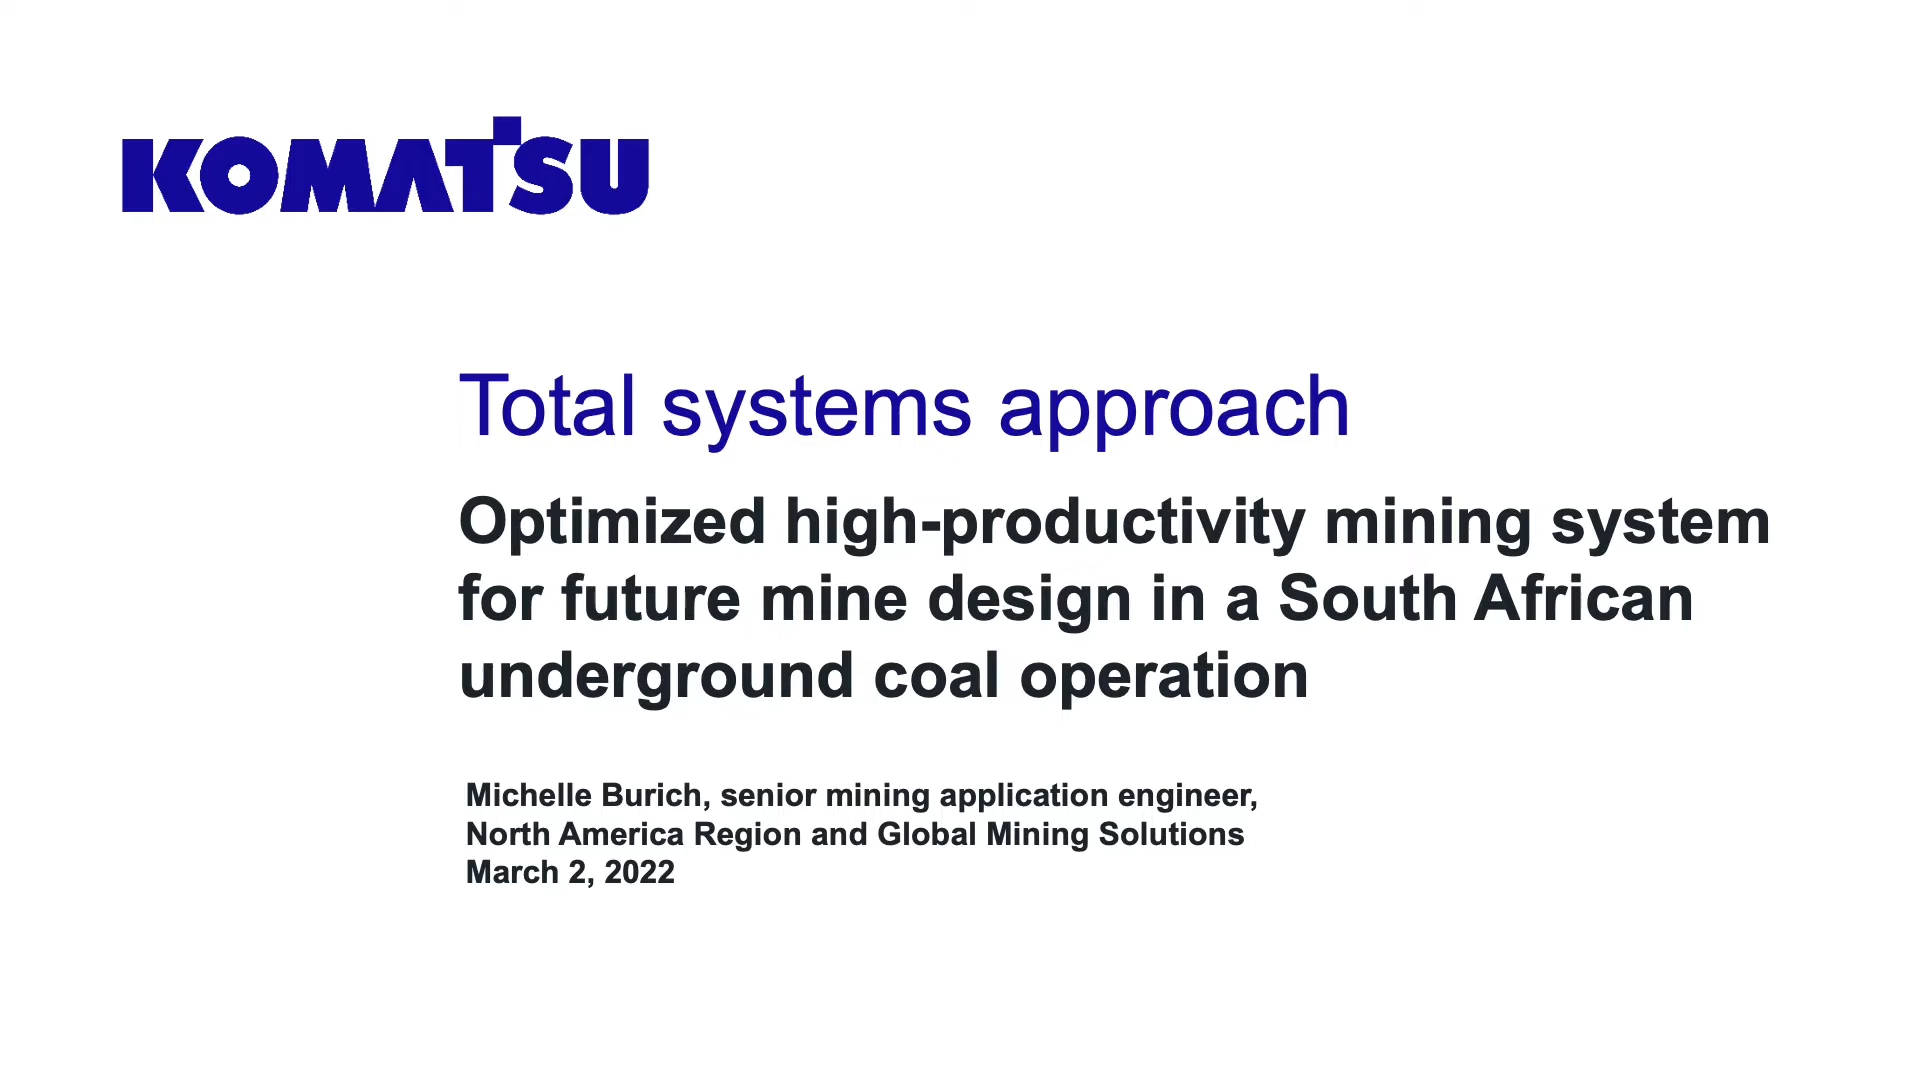 KOMATSU
Total systems approach
Optimized high-productivity mining system
for future mine design in a South African
underground coal operation
Michelle Burich, senior mining application engineer,
North America Region and Global Mining Solutions
March 2, 2022